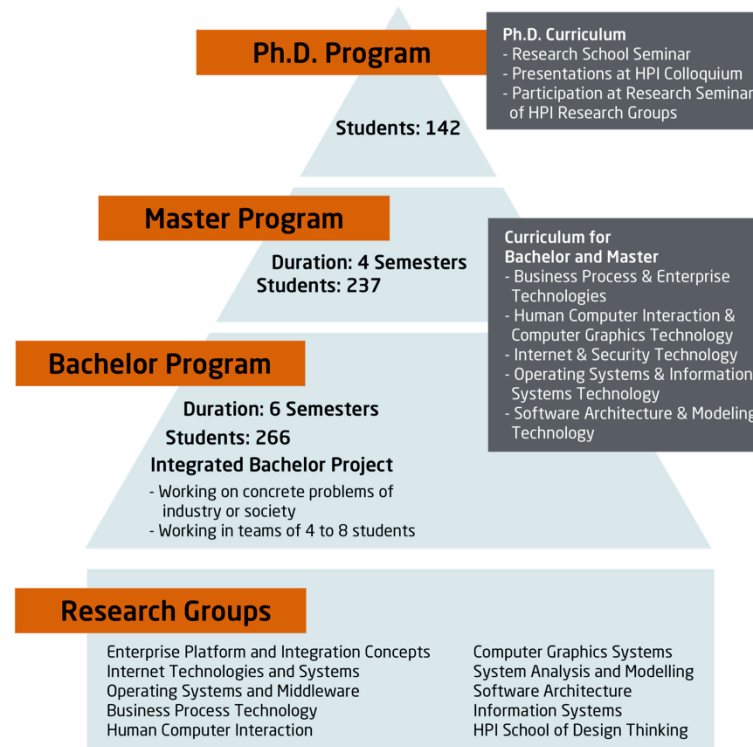 Ph.D. Program
Ph.D. Curriculum
- Research School Seminar
- Presentations at HPI Colloquium
- Participation at Research Seminar
of HPI Research Groups
Students: 142
Master Program
Duration: 4 Semesters
Students: 237
Curriculum for
Bachelor and Master
- Business Process & Enterprise
Technologies
- Human Computer Interaction &
Computer Graphics Technology
- Internet & Security Technology
- Operating Systems & Information
Systems Technology
- Software Architecture & Modeling
Technology
Bachelor Program
Duration: 6 Semesters
Students: 266
Integrated Bachelor Project
- Working on concrete problems of
industry or society
- Working in teams of 4 to 8 students
Research Groups
Enterprise Platform and Integration Concepts
Internet Technologies and Systems
Operating Systems and Middleware
Business Process Technology
Human Computer Interaction
Computer Graphics Systems
System Analysis and Modelling
Software Architecture
Information Systems
HPI School of Design Thinking